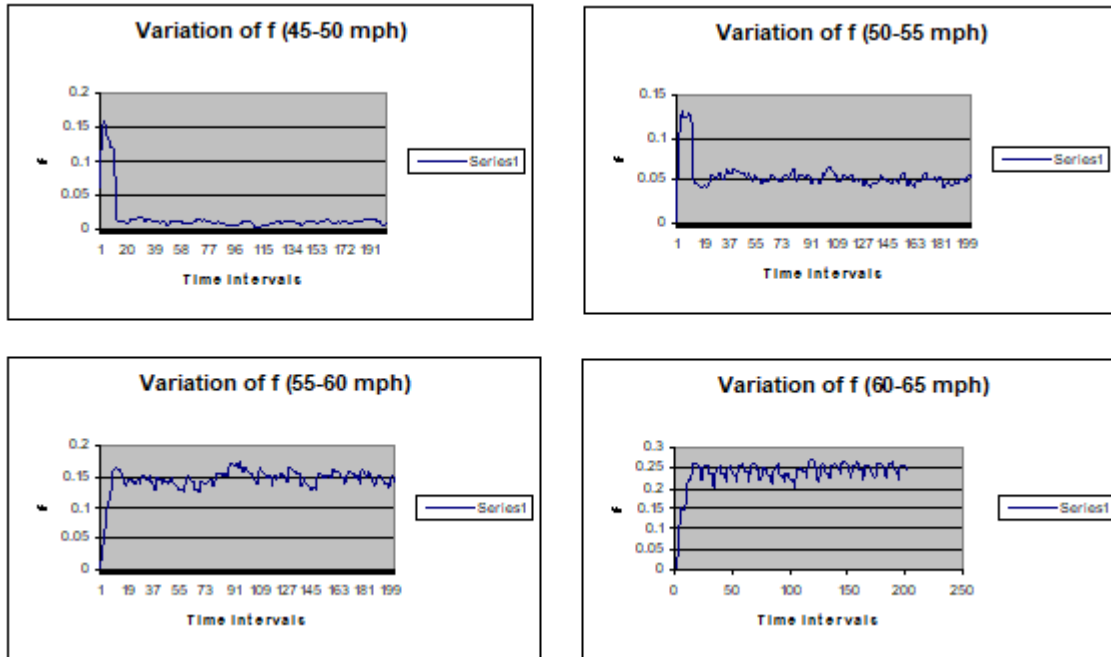 Variation of f (45-50 mph)
0.2
0.15
0.1
0.05
0
f
1 20 39 58 77 96 115 134 153 172 191
Time Intervals
Series1
Variation of f (50-55 mph)
0.15
0.1
0.05
0
f
1 19 37 55 73 91 109 127 145 163 181 199
Time Intervals
Series1
Variation of f (55-60 mph)
0.2
0.15
0.1
0.05
0
f
1 19 37 55 73 91 109 127 145 163 181 199
Time Intervals
Series1
Variation of f (60-65 mph)
0.3
0.25
0.2
0.15
0.1
0.05
0
f
0 50 100 150 200 250
Time Intervals
Series1